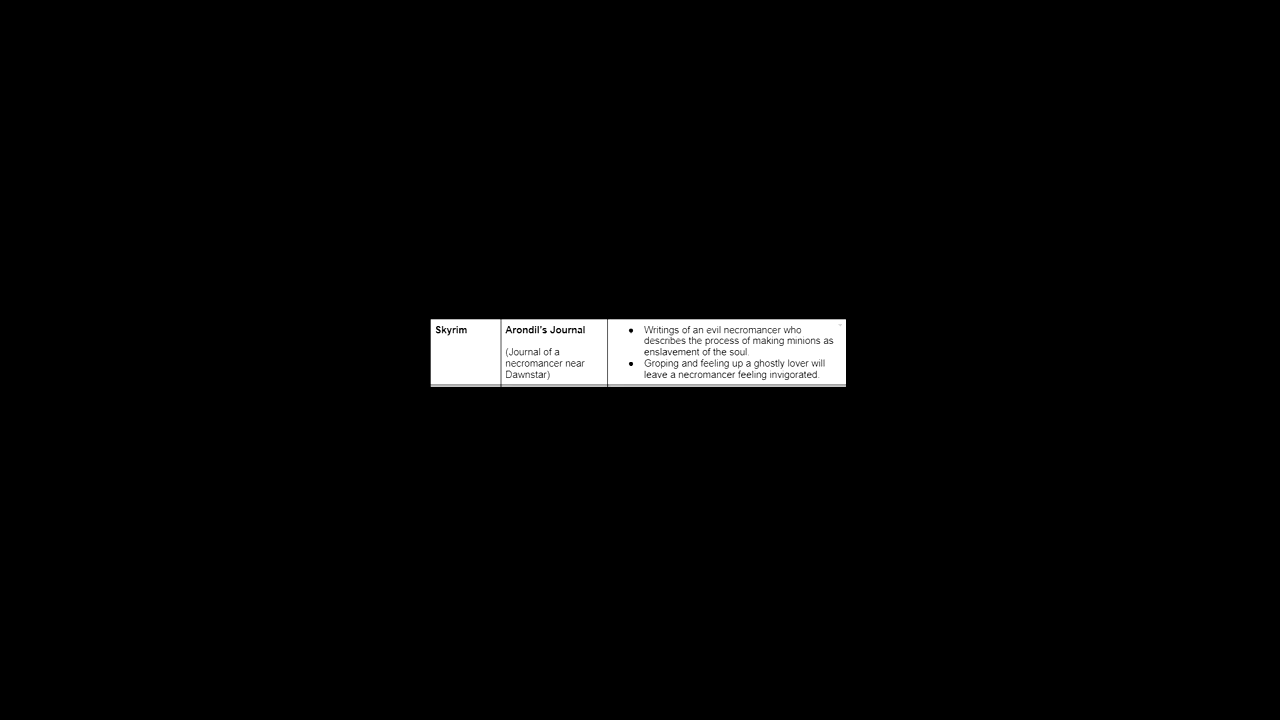 Skyrim
Arondil's Journal
(Journal of a
necromancer near
Dawnstar)
● Writings of an evil necromancer who
describes the process of making minions as
enslavement of the soul.
● Groping and feeling up a ghostly lover will
leave a necromancer feeling invigorated.